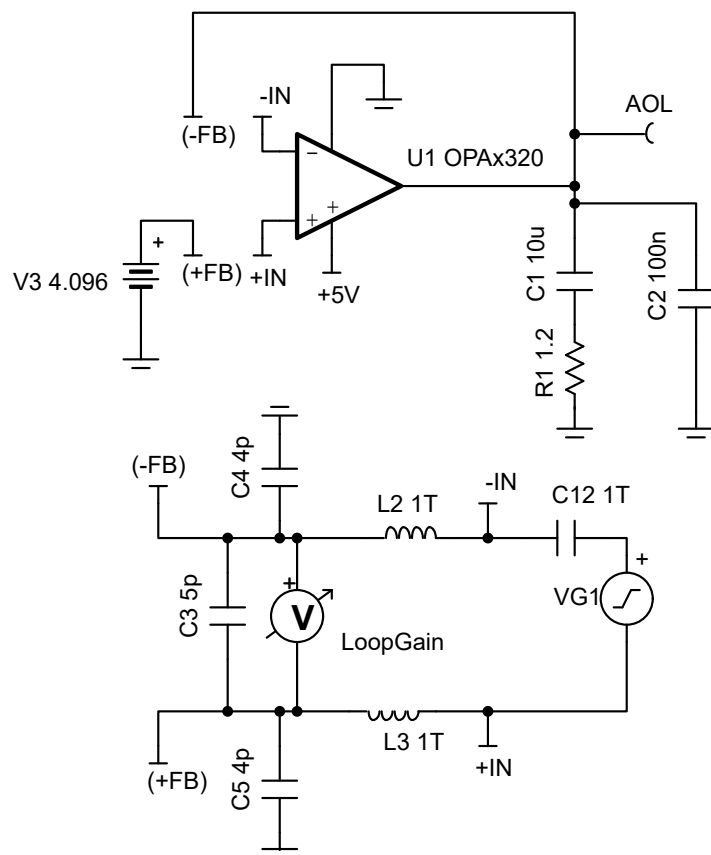 AOL
-IN
(-FB)
U1 OPAx320
+
V3 4.096
(+FB)
+IN
+5V
C1 10u
C2 100n
R1 1.2
(-FB)
C4 4p
L2 1T
-IN
C12 1T
+
C3 5p
+
V
VG1
LoopGain
L3 1T
(+FB)
C5 4p
+IN